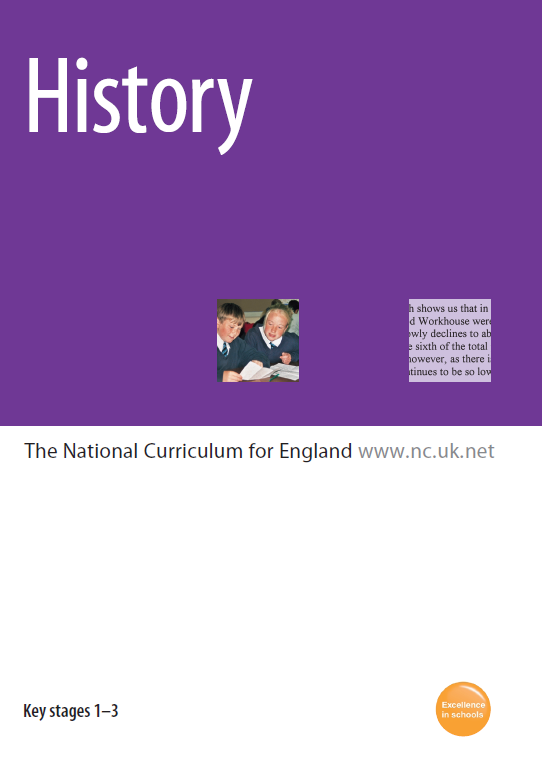 History
h shows us that in
d Workhouse were
owly declines to ab
e sixth of the total
however, as there i
tinues to be so low
The National Curriculum for England www.nc.uk.net
Key stages 1–3
Excellence
in schools